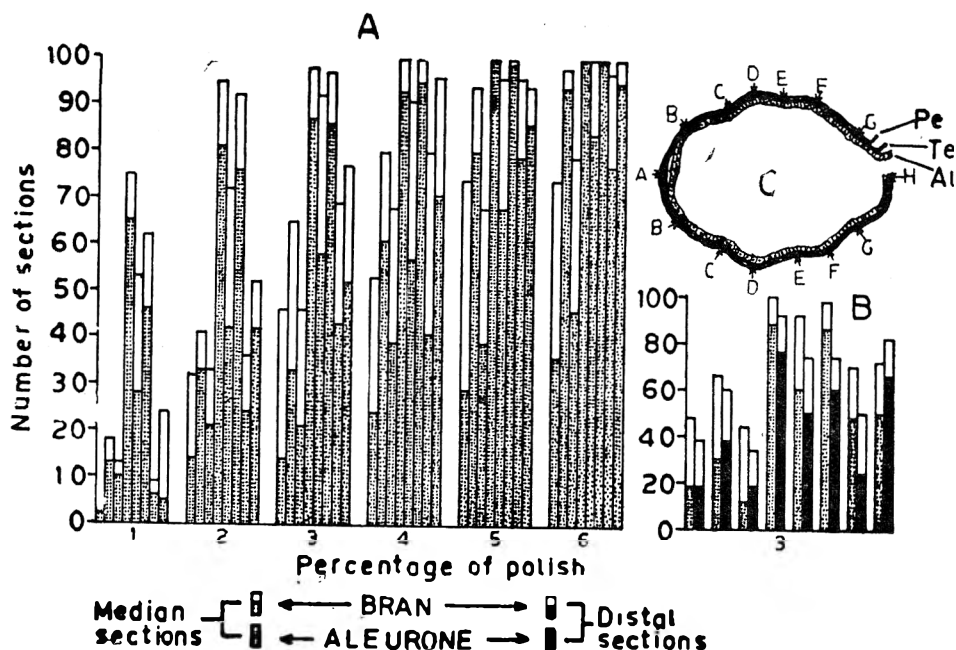 A
100
90
80
70
60
50
40
30
20
10
0
Number of sections
1 2 3 4 5 6
Percentage of polish
A
B
C
D
E
F
G
Pe
Te
Al
H
B
C
D
E
F
G
C
B
100
80
60
40
20
0
3
Median sections
BRAN
ALEURONE
Distal sections